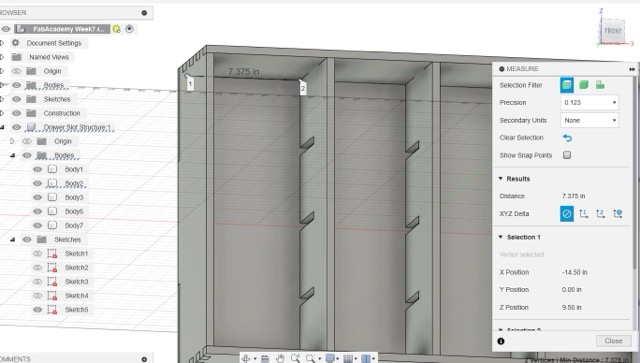 BROWSER
FabAcademy Week7 /...
Document Settings
Named Views
Origin
Bodies
Sketches
Construction
Drawer Slot Structure:1
Origin
Bodies
Body1
Body2
Body3
Body6
Body7
Sketches
Sketch1
Sketch2
Sketch3
Sketch4
Sketch5
COMMENTS
7.375 in
1
2
Z
FRONT
X
MEASURE
Selection Filter
Precision
0.123
Secondary Units
None
Clear Selection
Show Snap Points
Results
Distance
7.375 in
XYZ Delta
Selection 1
Vertex selected
X Position
-14.50 in
Y Position
0.00 in
Z Position
9.50 in
Selection 2
Close
2 Vertices | Min Distance : 7.375 in